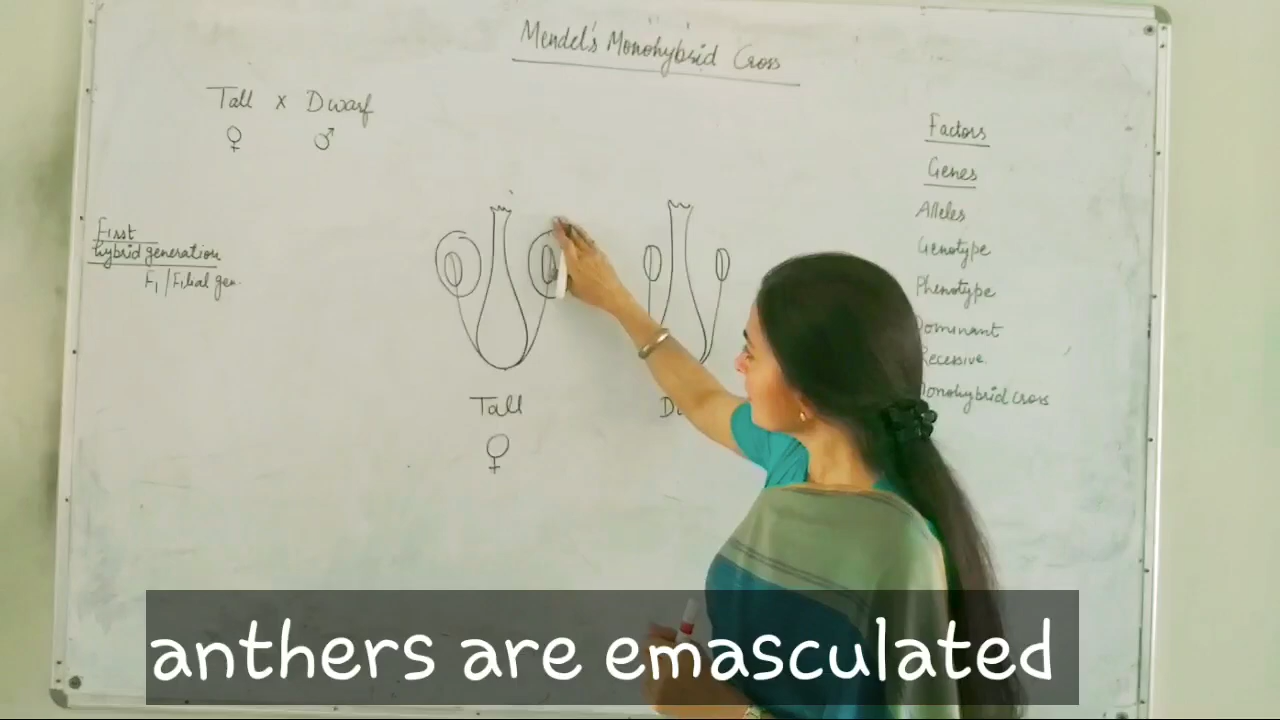 Mendel's Monohybrid Cross
Tall x Dwarf
♀ ♂
First
hybrid generation
F1 / Filial gen.
Tall
♀
Factors
Genes
Alleles
Genotype
Phenotype
Dominant
Recessive
Monohybrid cross
anthers are emasculated